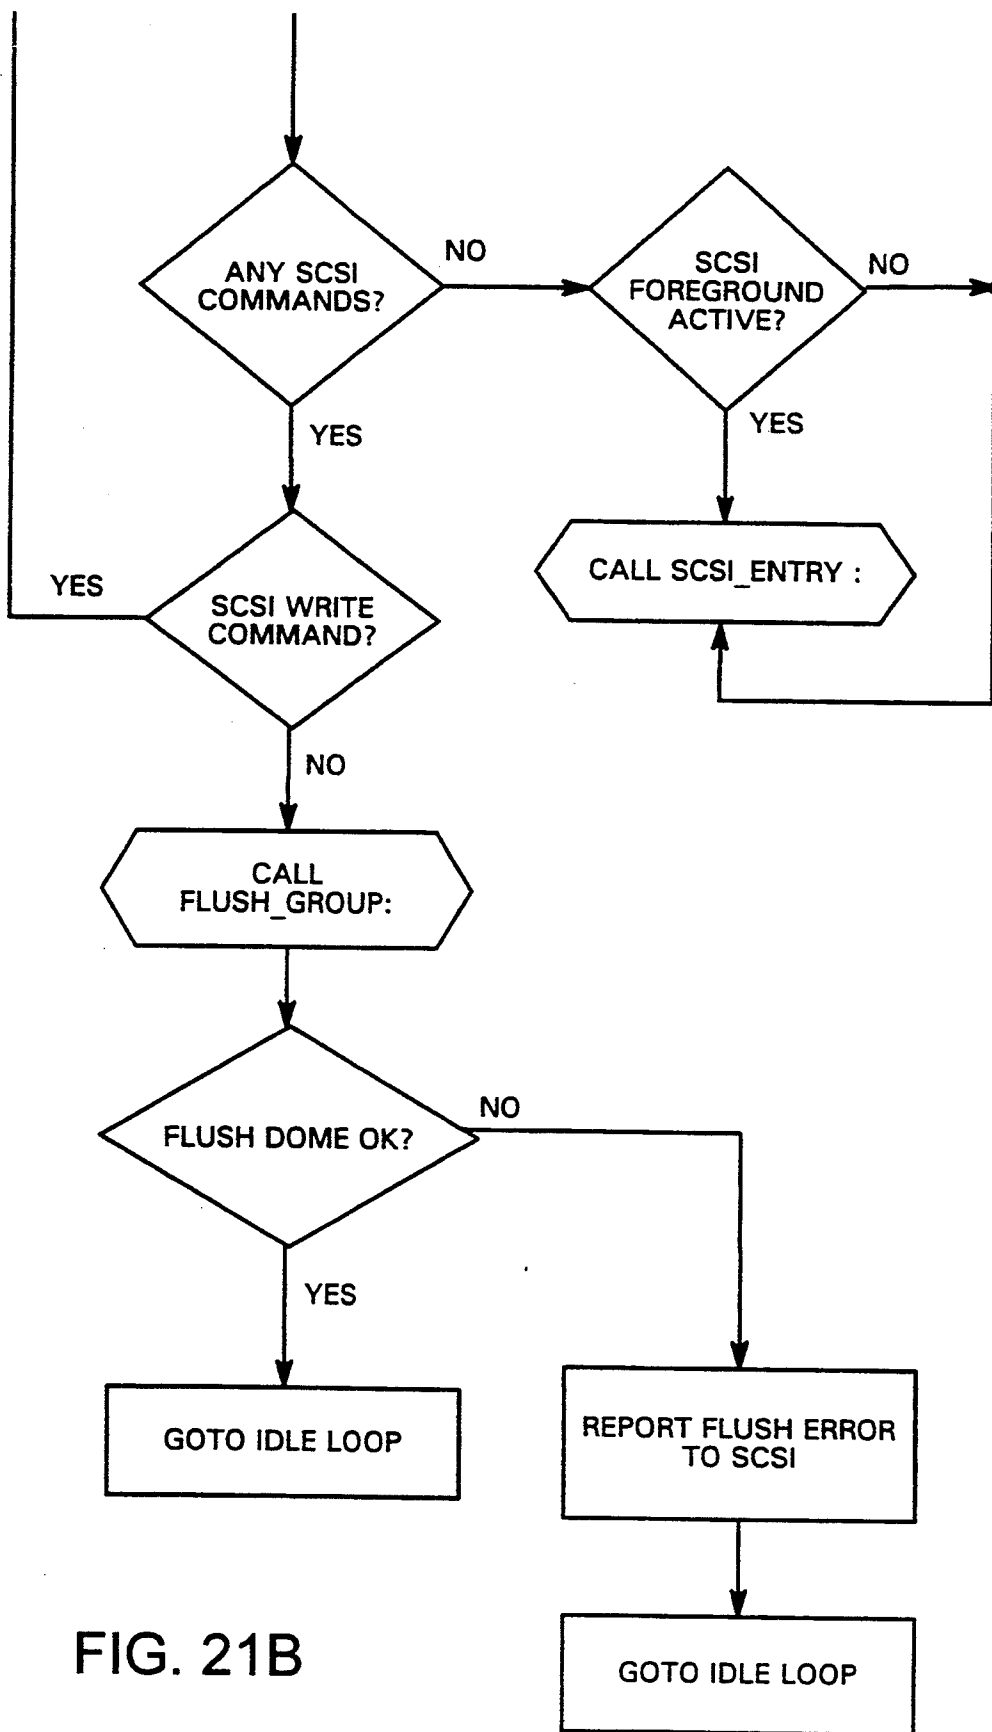 ANY SCSI
COMMANDS?
NO
SCSI
FOREGROUND
ACTIVE?
NO
YES
YES
CALL SCSI_ENTRY :
YES
SCSI WRITE
COMMAND?
NO
CALL
FLUSH_GROUP:
FLUSH DOME OK?
NO
YES
GOTO IDLE LOOP
REPORT FLUSH ERROR
TO SCSI
GOTO IDLE LOOP
FIG. 21B